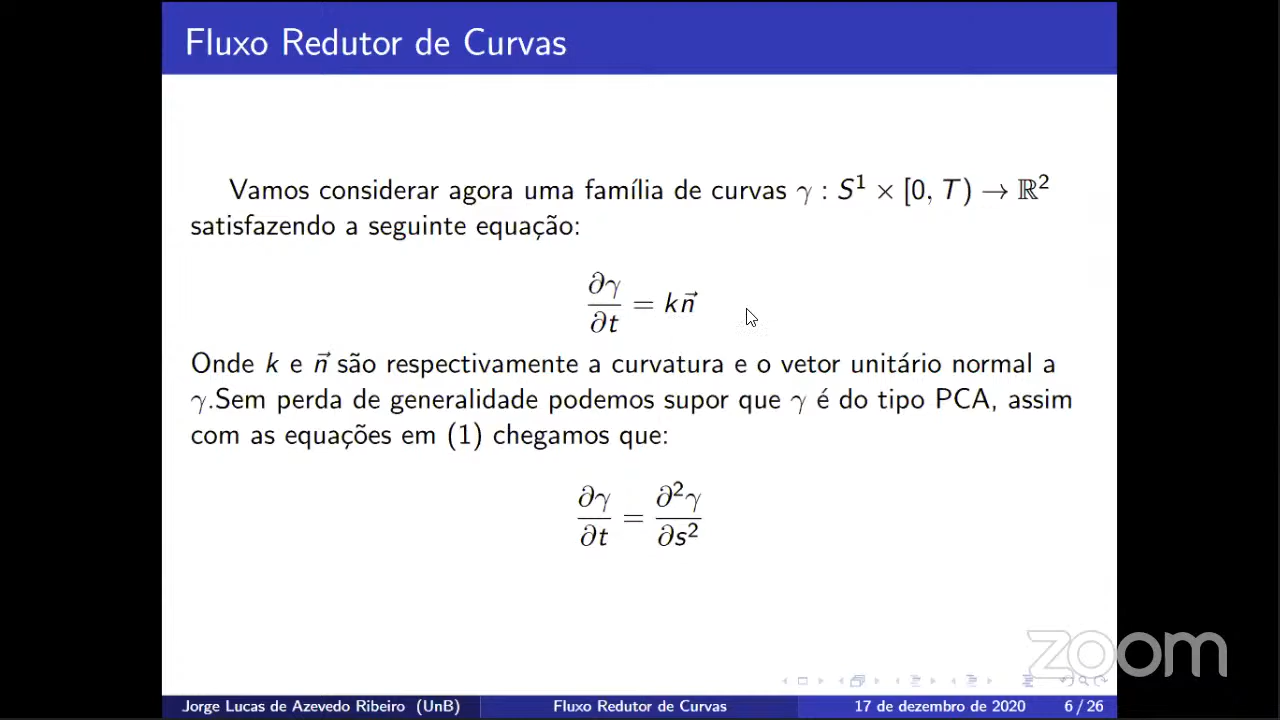 Fluxo Redutor de Curvas
Vamos considerar agora uma família de curvas γ : S¹ × [0, T) → ℝ²
satisfazendo a seguinte equação:
∂γ/∂t = kn⃗
Onde k e n⃗ são respectivamente a curvatura e o vetor unitário normal a
γ.Sem perda de generalidade podemos supor que γ é do tipo PCA, assim
com as equações em (1) chegamos que:
∂γ/∂t = ∂²γ/∂s²
zoom
Jorge Lucas de Azevedo Ribeiro (UnB) Fluxo Redutor de Curvas 17 de dezembro de 2020 6 / 26